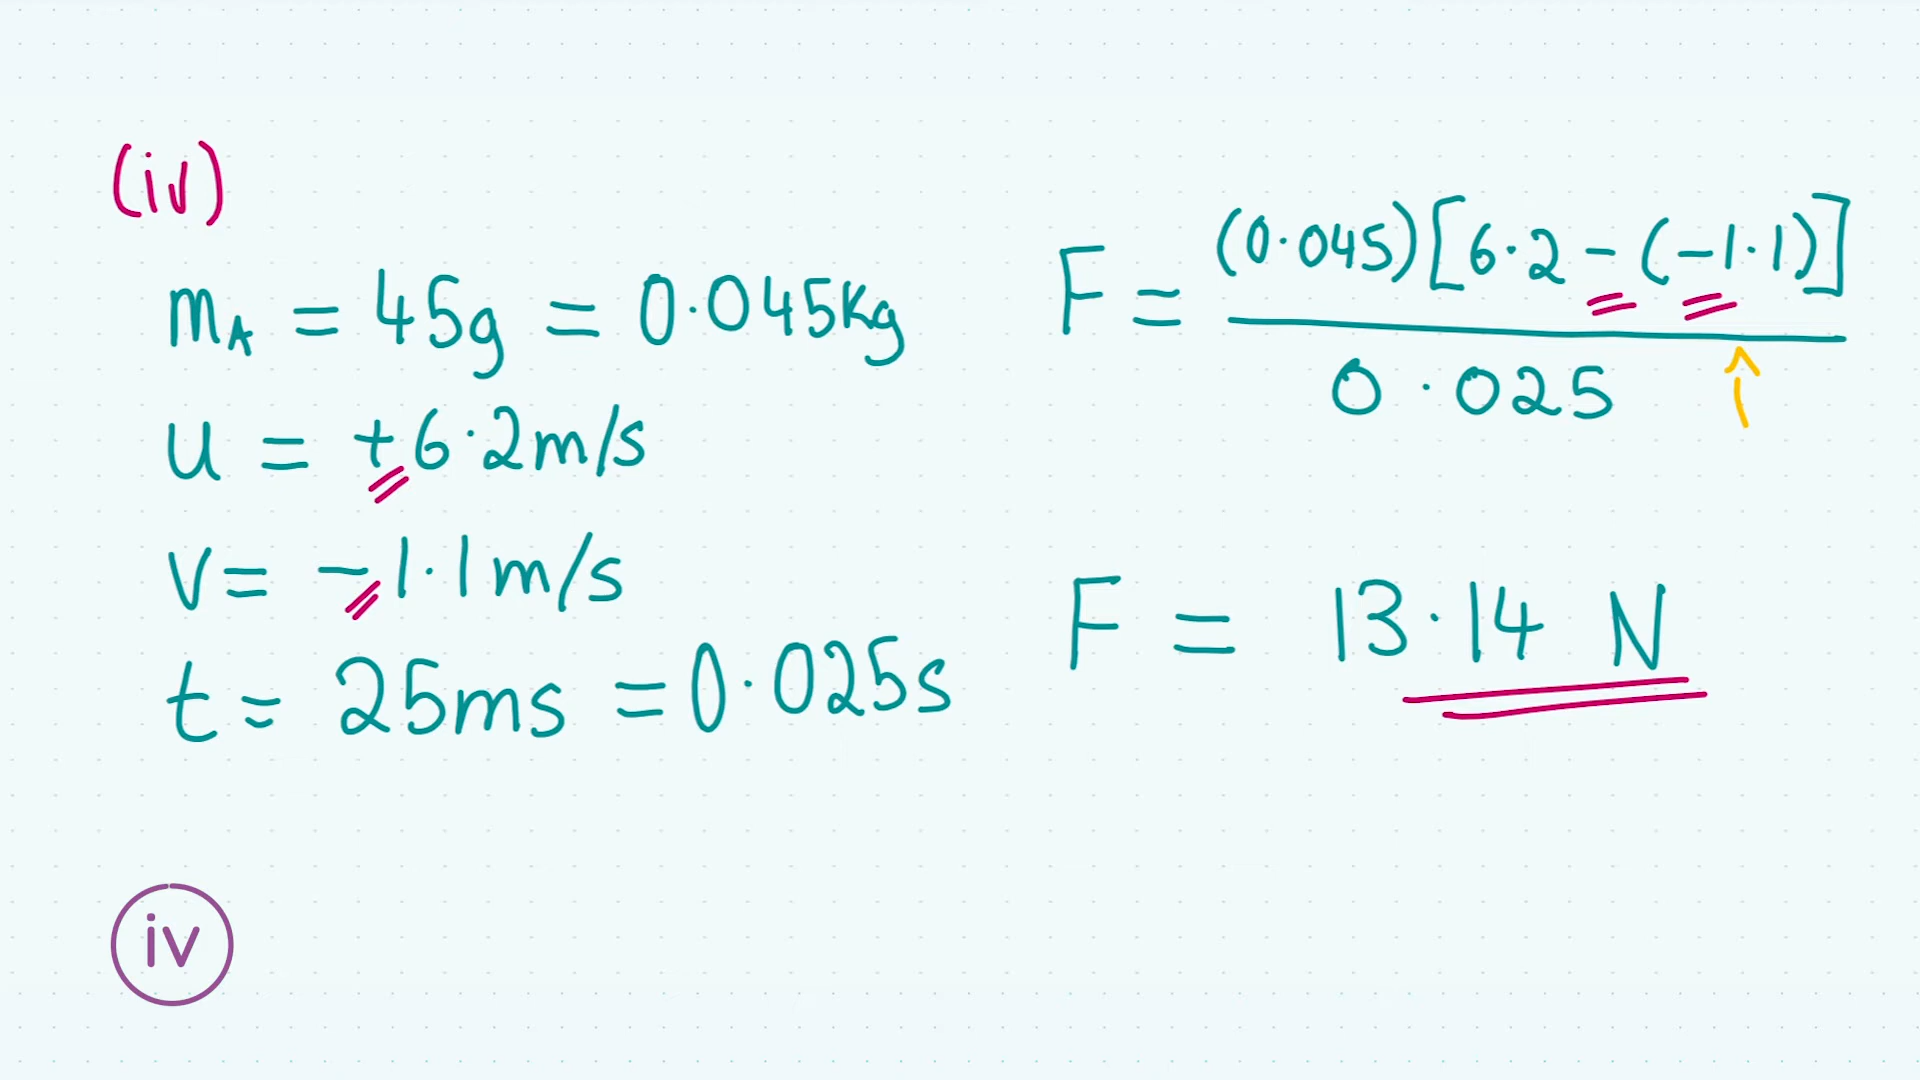 (iv)
mA = 45g = 0.045kg
u = +6.2m/s
v = -1.1m/s
t = 25ms = 0.025s
F = (0.045)[6.2 - (-1.1)]
0.025
F = 13.14 N
iv